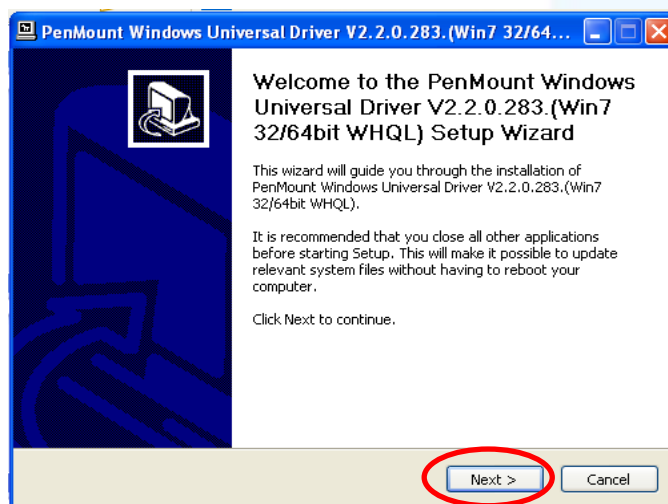 PenMount Windows Universal Driver V2.2.0.283.(Win7 32/64...
Welcome to the PenMount Windows
Universal Driver V2.2.0.283.(Win7
32/64bit WHQL) Setup Wizard
This wizard will guide you through the installation of
PenMount Windows Universal Driver V2.2.0.283.(Win7
32/64bit WHQL).
It is recommended that you close all other applications
before starting Setup. This will make it possible to update
relevant system files without having to reboot your
computer.
Click Next to continue.
Next >
Cancel